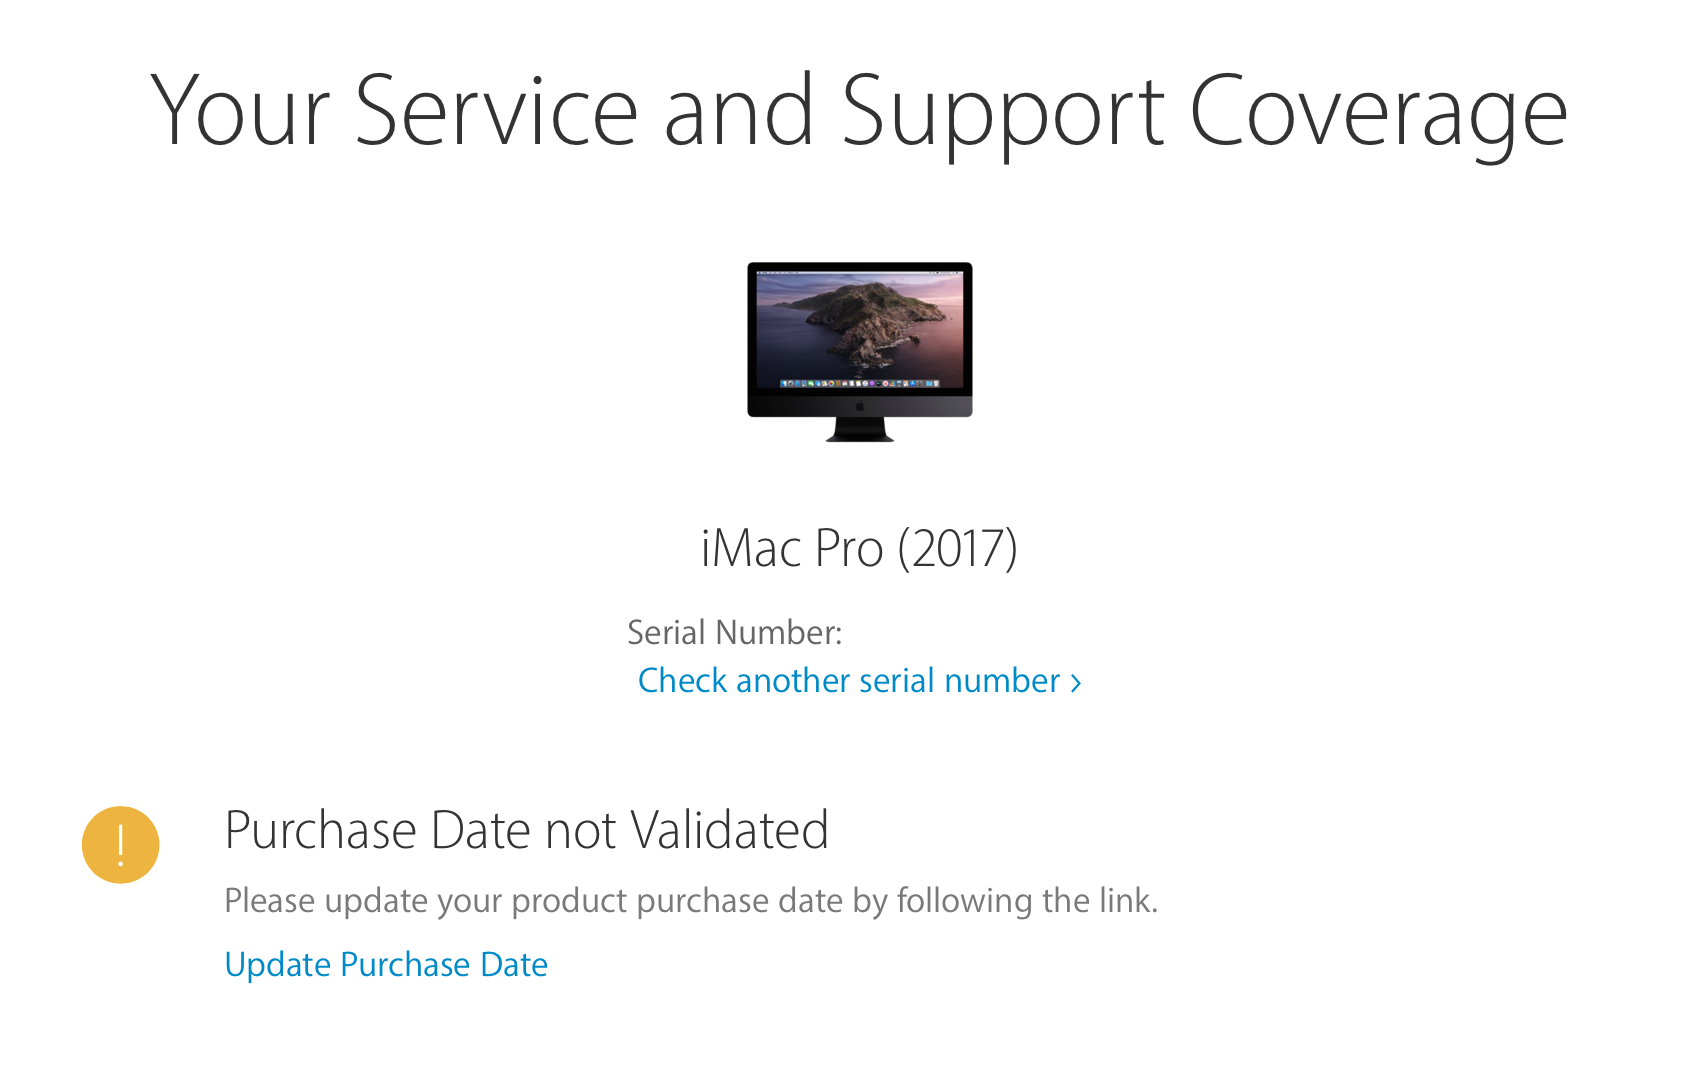 Your Service and Support Coverage
iMac Pro (2017)
Serial Number:
Check another serial number ›
!
Purchase Date not Validated
Please update your product purchase date by following the link.
Update Purchase Date